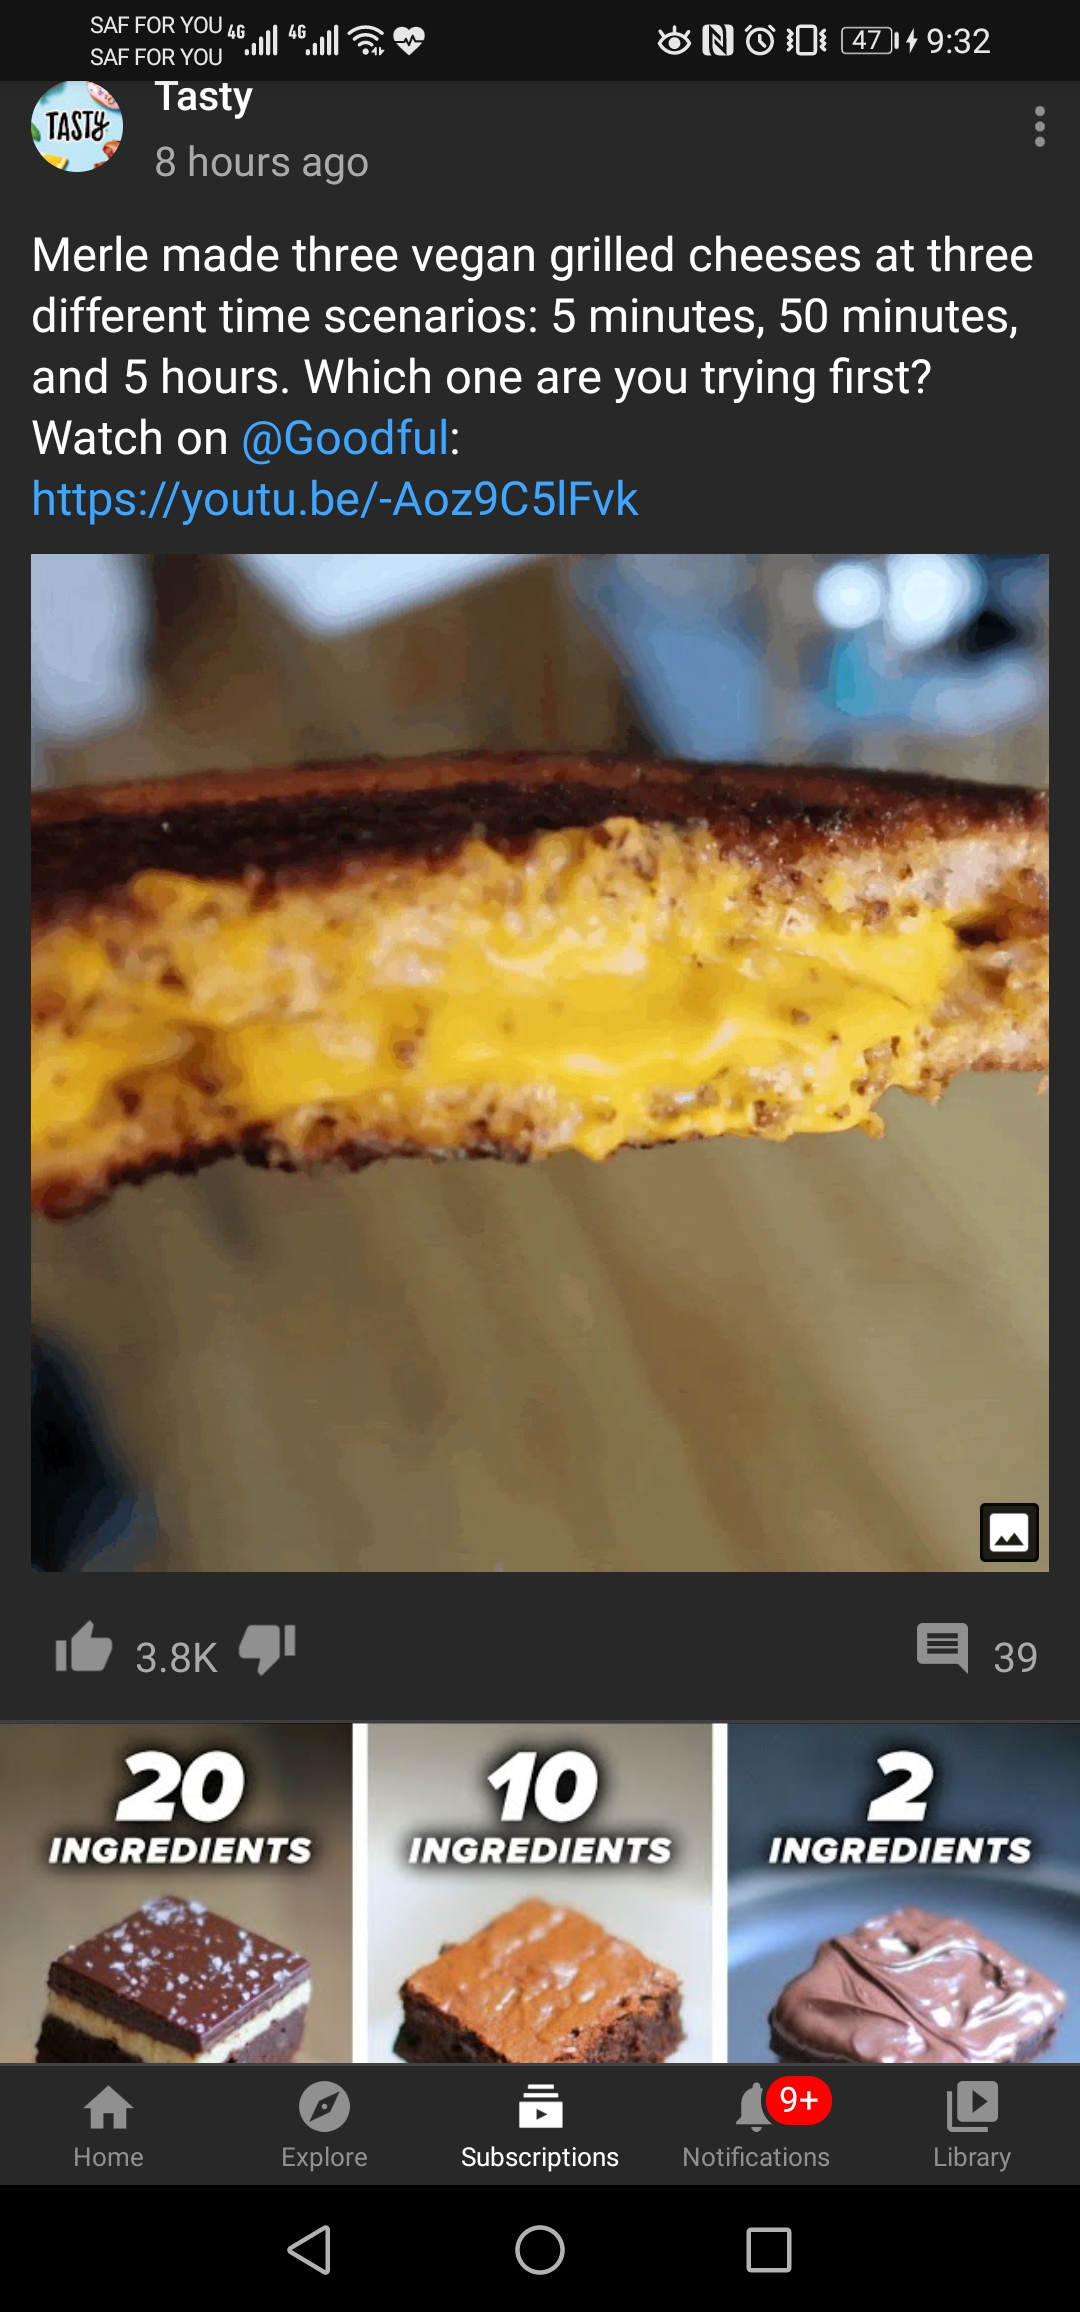 SAF FOR YOU 4G 4G 47 9:32
SAF FOR YOU
TASTY
Tasty
8 hours ago
Merle made three vegan grilled cheeses at three
different time scenarios: 5 minutes, 50 minutes,
and 5 hours. Which one are you trying first?
Watch on @Goodful:
https://youtu.be/-Aoz9C5lFvk
3.8K 39
20 10 2
INGREDIENTS INGREDIENTS INGREDIENTS
9+
Home Explore Subscriptions Notifications Library